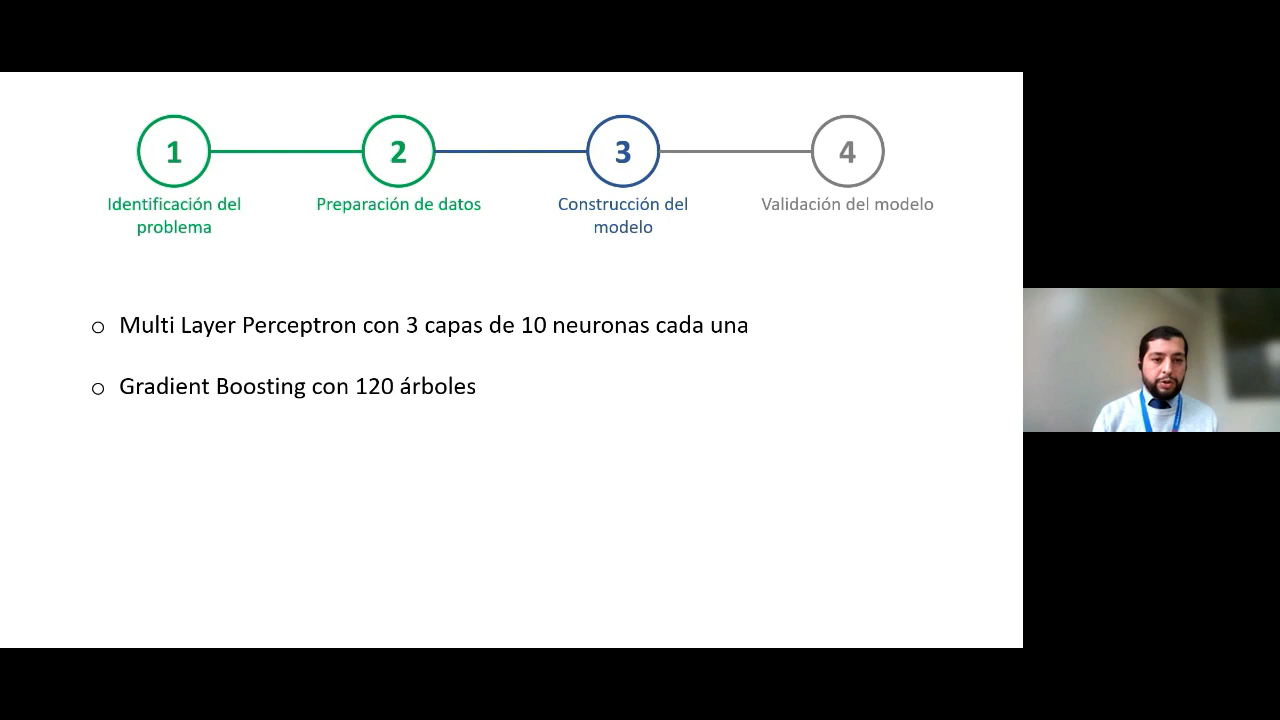 1
2
3
4
Identificación del
problema
Preparación de datos
Construcción del
modelo
Validación del modelo
o Multi Layer Perceptron con 3 capas de 10 neuronas cada una
o Gradient Boosting con 120 árboles